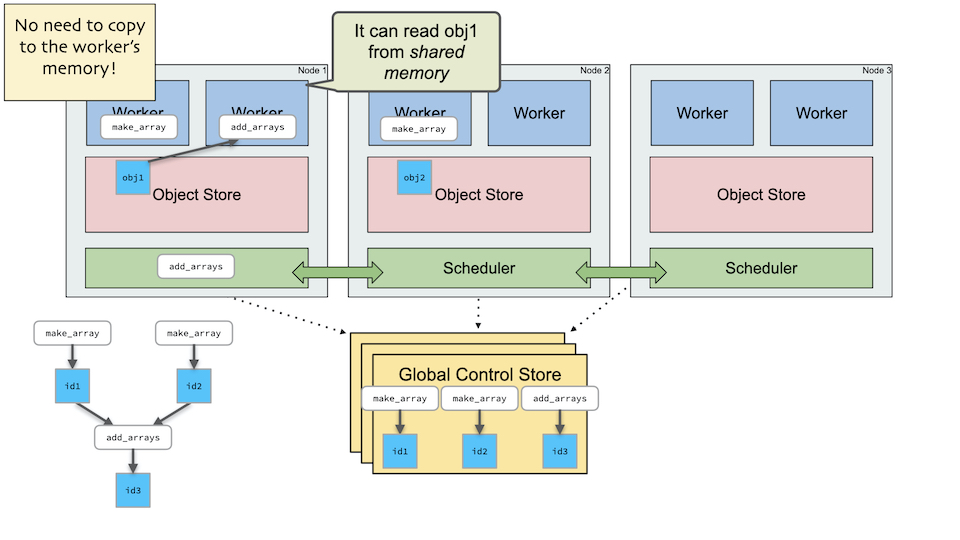 No need to copy
to the worker's
memory!
It can read obj1
from shared
memory
Node 1
Node 2
Node 3
Worker
Worker
Worker
Worker
Worker
Worker
make_array
add_arrays
make_array
obj1
Object Store
obj2
Object Store
Object Store
add_arrays
Scheduler
Scheduler
make_array
make_array
id1
id2
add_arrays
id3
Global Control Store
make_array
make_array
add_arrays
id1
id2
id3